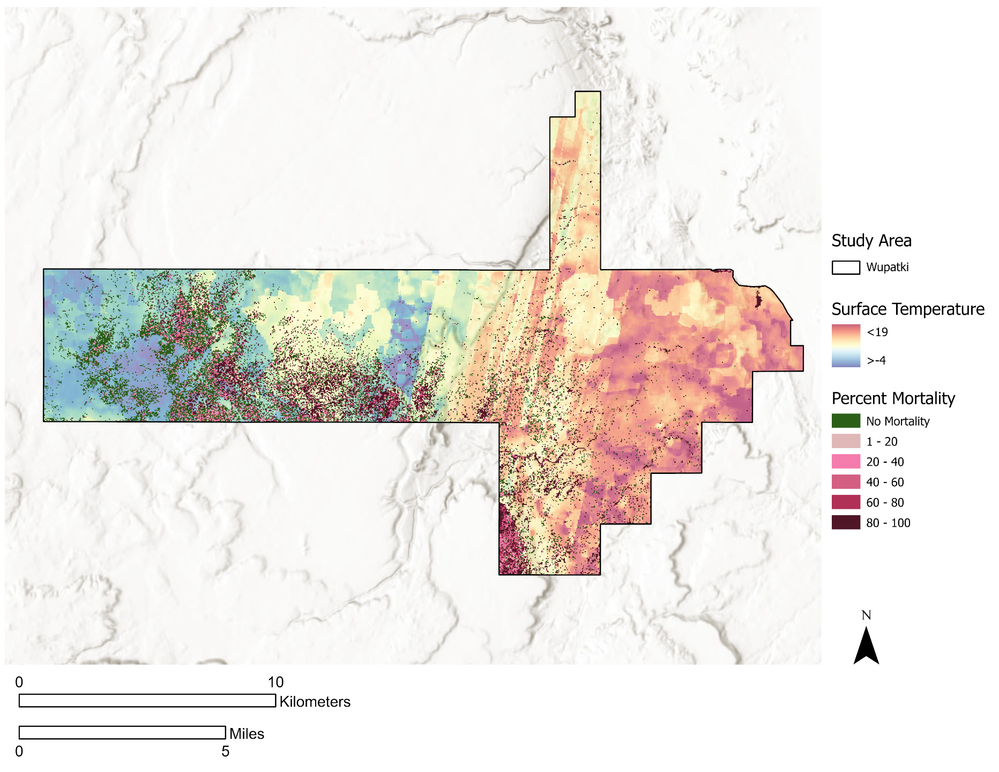 Study Area
Wupatki
Surface Temperature
<19
>-4
Percent Mortality
No Mortality
1 - 20
20 - 40
40 - 60
60 - 80
80 - 100
N
0 10
Kilometers
Miles
0 5